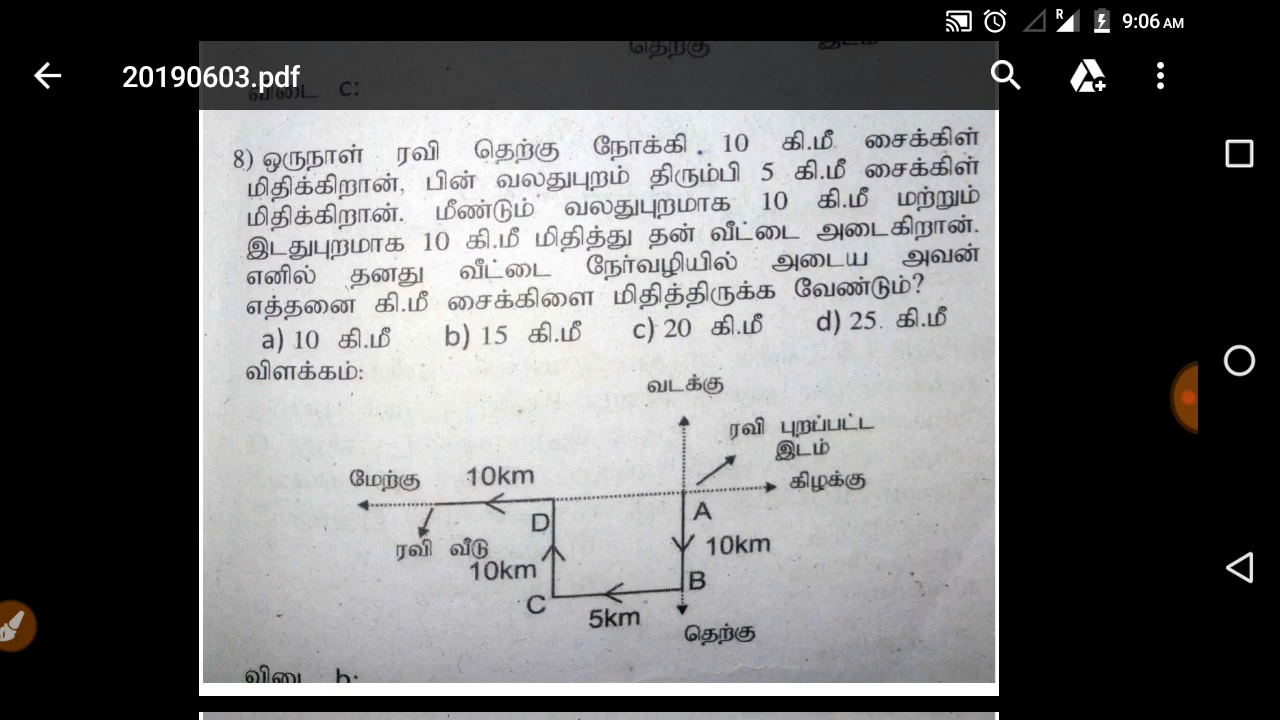 R
9:06 AM
20190603.pdf
தெற்கு இடம்
விடை c:
8) ஒருநாள் ரவி தெற்கு நோக்கி . 10 கி.மீ சைக்கிள்
மிதிக்கிறான், பின் வலதுபுறம் திரும்பி 5 கி.மீ சைக்கிள்
மிதிக்கிறான். மீண்டும் வலதுபுறமாக 10 கி.மீ மற்றும்
இடதுபுறமாக 10 கி.மீ மிதித்து தன் வீட்டை அடைகிறான்.
எனில் தனது வீட்டை நேர்வழியில் அடைய அவன்
எத்தனை கி.மீ சைக்கிளை மிதித்திருக்க வேண்டும்?
a) 10 கி.மீ b) 15 கி.மீ c) 20 கி.மீ d) 25. கி.மீ
விளக்கம்:
வடக்கு
ரவி புறப்பட்ட
இடம்
மேற்கு 10km கிழக்கு
D A
ரவி வீடு 10km
10km B
C 5km
தெற்கு
விடை b: